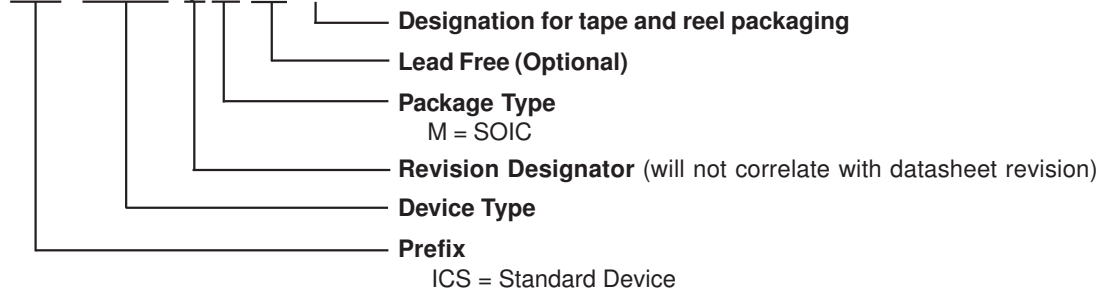 Designation for tape and reel packaging
Lead Free (Optional)
Package Type
M = SOIC
Revision Designator (will not correlate with datasheet revision)
Device Type
Prefix
ICS = Standard Device